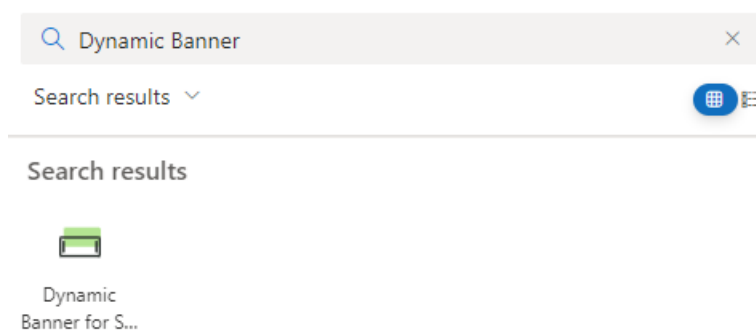 Dynamic Banner
Search results
Search results
Dynamic
Banner for S...